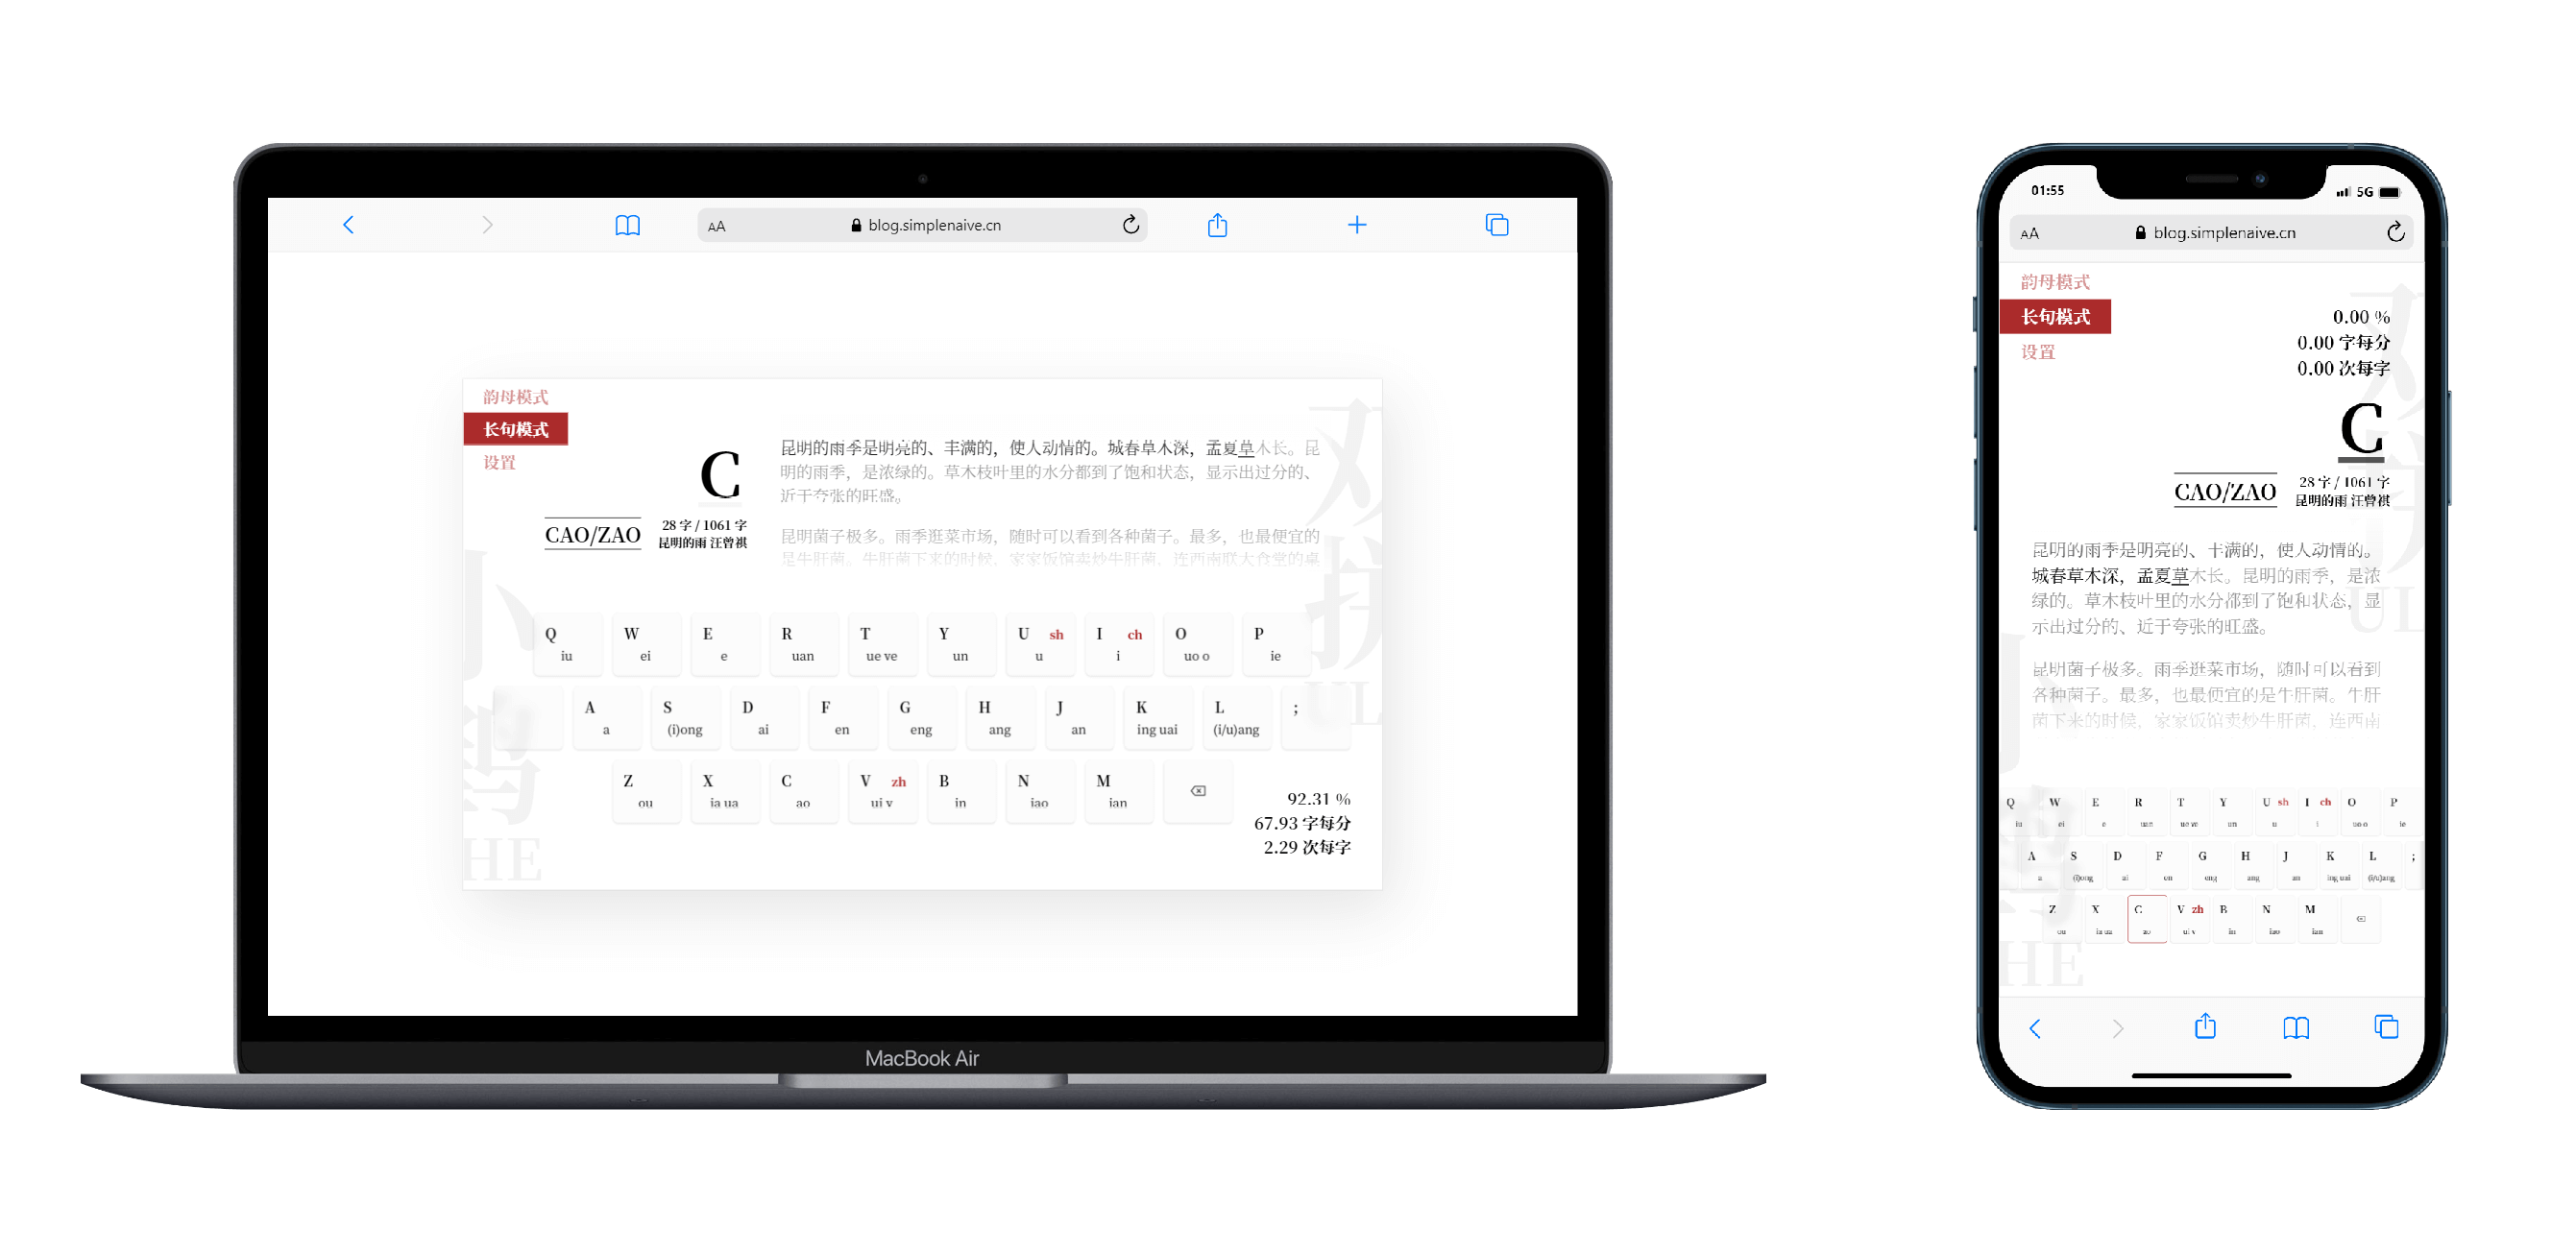 AA blog.simplenaive.cn
韵母模式
长句模式
设置
C
CAO/ZAO
28 字 / 1061 字
昆明的雨 汪曾祺
昆明的雨季是明亮的、丰满的，使人动情的。城春草木深，孟夏草木长。昆
明的雨季，是浓绿的。草木枝叶里的水分都到了饱和状态，显示出过分的、
近于夸张的旺盛。
昆明菌子极多。雨季逛菜市场，随时可以看到各种菌子。最多，也最便宜的
是牛肝菌。牛肝菌下来的时候，家家饭馆卖炒牛肝菌，连西南联大食堂的桌
双
拼
UL
小
鹤
HE
Q W E R T Y U sh I ch O P
iu ei e uan ue ve un u i uo o ie
A S D F G H J K L ;
a (i)ong ai en eng ang an ing uai (i/u)ang
Z X C V zh B N M
ou ia ua ao ui v in iao ian
92.31 %
67.93 字每分
2.29 次每字
MacBook Air
01:55 5G
AA blog.simplenaive.cn
韵母模式
长句模式
设置
0.00 %
0.00 字每分
0.00 次每字
C
CAO/ZAO
28 字 / 1061 字
昆明的雨 汪曾祺
昆明的雨季是明亮的、丰满的，使人动情的。
城春草木深，孟夏草木长。昆明的雨季，是浓
绿的。草木枝叶里的水分都到了饱和状态，显
示出过分的、近于夸张的旺盛。
昆明菌子极多。雨季逛菜市场，随时可以看到
各种菌子。最多，也最便宜的是牛肝菌。牛肝
菌下来的时候，家家饭馆卖炒牛肝菌，连西南
双
拼
UL
小
鹤
HE
Q W E R T Y U sh I ch O P
iu ei e uan ue ve un u i uo o ie
A S D F G H J K L ;
a (i)ong ai en eng ang an ing uai (i/u)ang
Z X C V zh B N M
ou ia ua ao ui v in iao ian